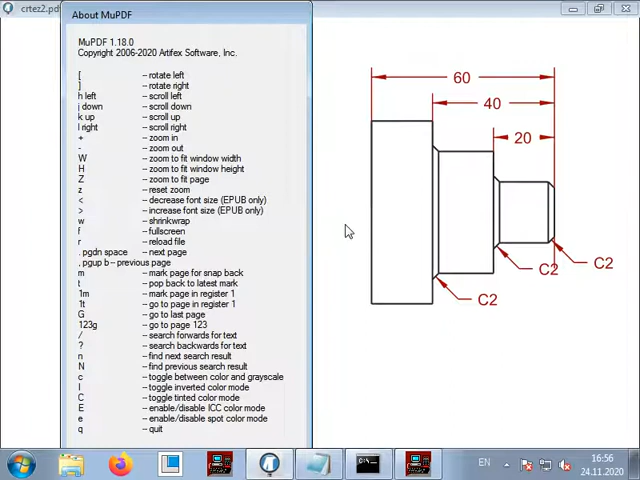 crtez2.pdf
About MuPDF
MuPDF 1.18.0
Copyright 2006-2020 Artifex Software, Inc.
[ -- rotate left
] -- rotate right
h left -- scroll left
j down -- scroll down
k up -- scroll up
l right -- scroll right
+ -- zoom in
- -- zoom out
W -- zoom to fit window width
H -- zoom to fit window height
Z -- zoom to fit page
z -- reset zoom
< -- decrease font size (EPUB only)
> -- increase font size (EPUB only)
w -- shrinkwrap
f -- fullscreen
r -- reload file
. pgdn space -- next page
, pgup b -- previous page
m -- mark page for snap back
t -- pop back to latest mark
1m -- mark page in register 1
1t -- go to page in register 1
G -- go to last page
123g -- go to page 123
/ -- search forwards for text
? -- search backwards for text
n -- find next search result
N -- find previous search result
c -- toggle between color and grayscale
I -- toggle inverted color mode
C -- toggle tinted color mode
E -- enable/disable ICC color mode
e -- enable/disable spot color mode
q -- quit
60
40
20
C2
C2
C2
C:\.
EN
16:56
24.11.2020